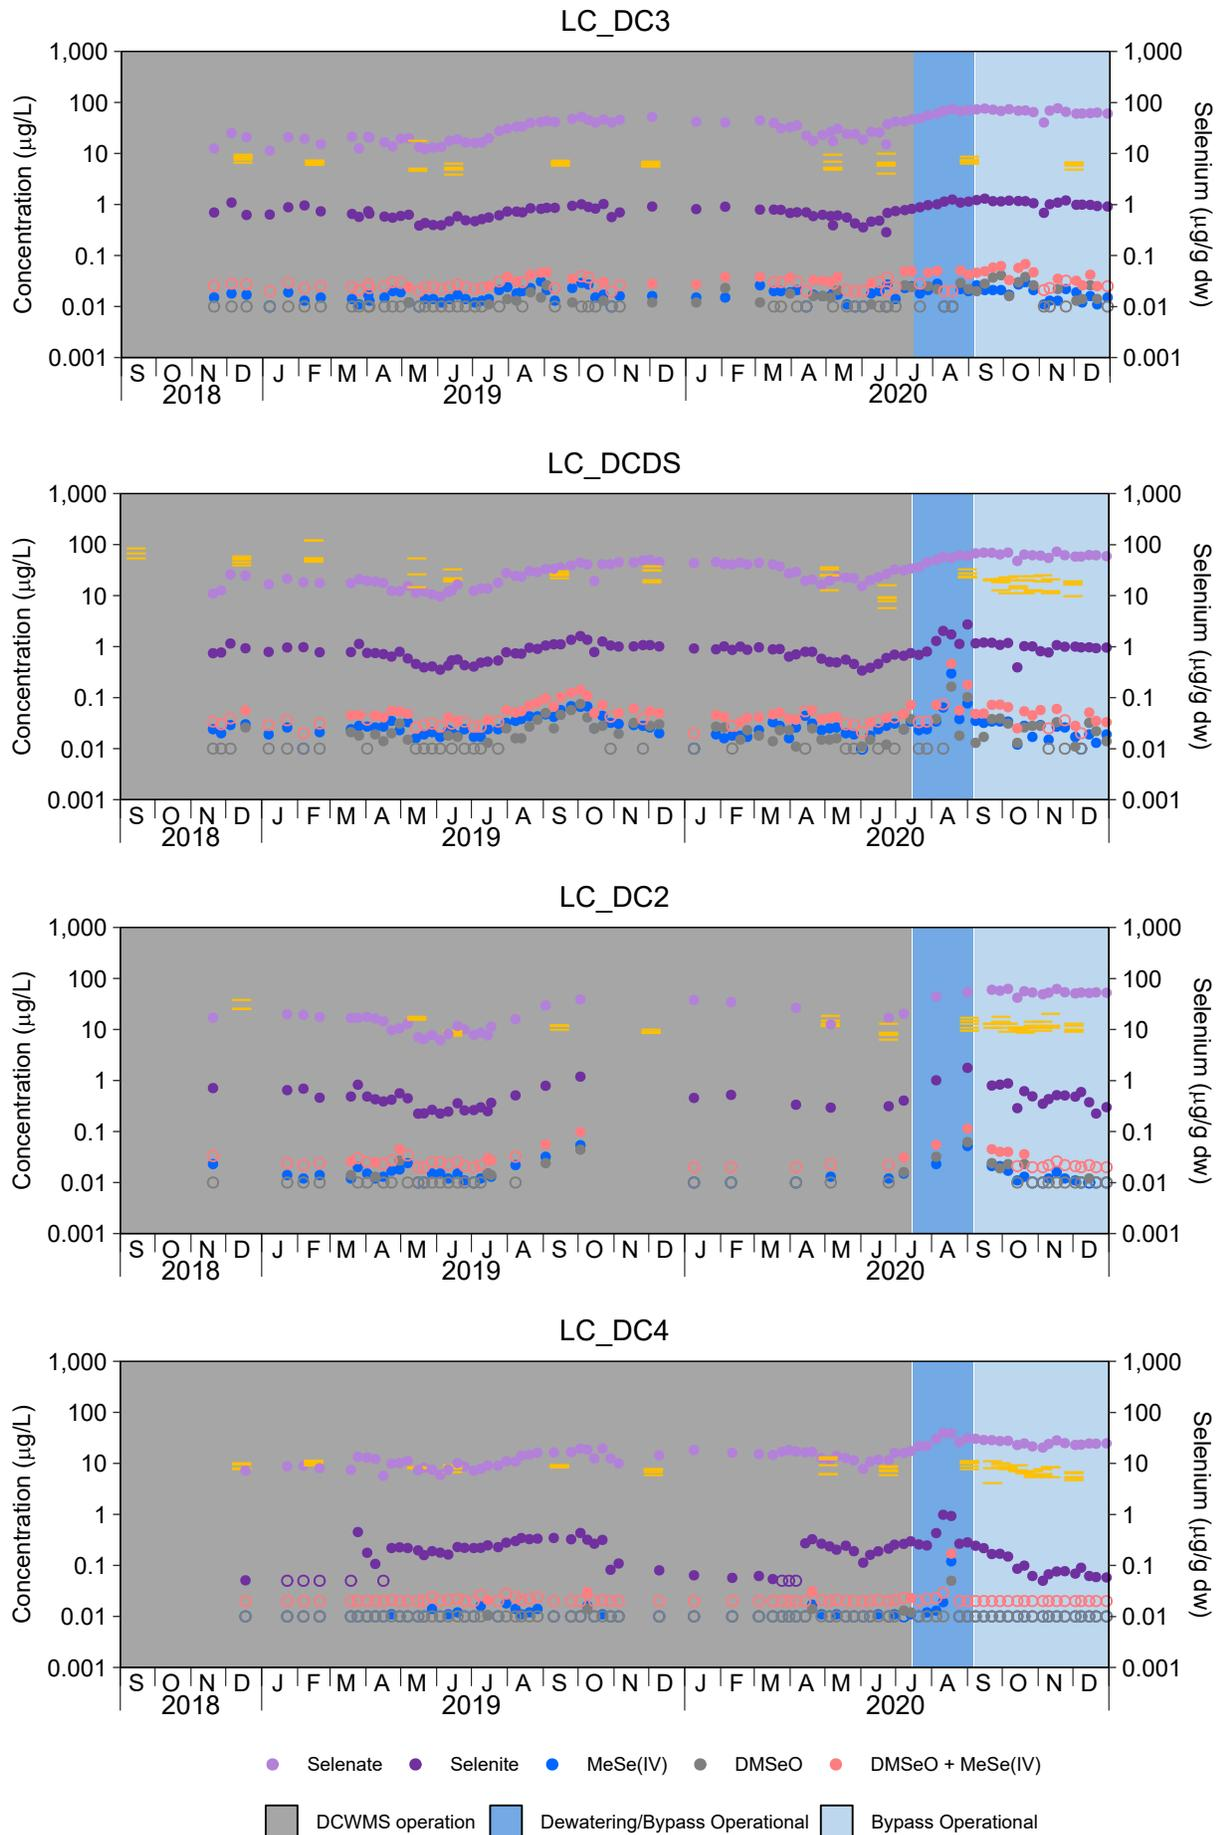 LC_DC3
1,000 1,000
100 100
10 10
1 1
0.1 0.1
0.01 0.01
0.001 0.001
Concentration (µg/L)
Selenium (µg/g dw)
S O N D J F M A M J J A S O N D J F M A M J J A S O N D
2018 2019 2020
LC_DCDS
1,000 1,000
100 100
10 10
1 1
0.1 0.1
0.01 0.01
0.001 0.001
Concentration (µg/L)
Selenium (µg/g dw)
S O N D J F M A M J J A S O N D J F M A M J J A S O N D
2018 2019 2020
LC_DC2
1,000 1,000
100 100
10 10
1 1
0.1 0.1
0.01 0.01
0.001 0.001
Concentration (µg/L)
Selenium (µg/g dw)
S O N D J F M A M J J A S O N D J F M A M J J A S O N D
2018 2019 2020
LC_DC4
1,000 1,000
100 100
10 10
1 1
0.1 0.1
0.01 0.01
0.001 0.001
Concentration (µg/L)
Selenium (µg/g dw)
S O N D J F M A M J J A S O N D J F M A M J J A S O N D
2018 2019 2020
Selenate Selenite MeSe(IV) DMSeO DMSeO + MeSe(IV)
DCWMS operation Dewatering/Bypass Operational Bypass Operational